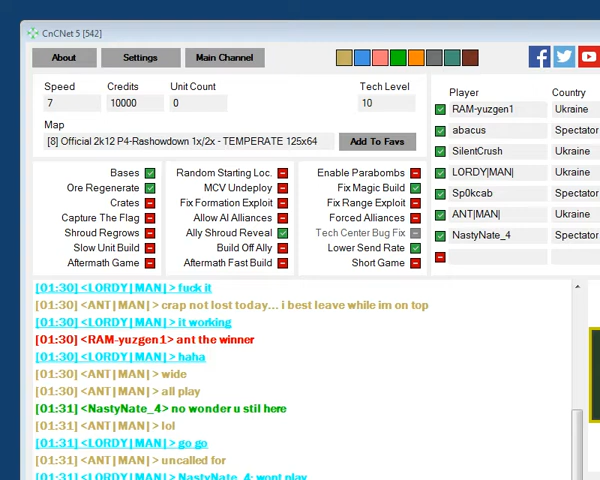 CnCNet 5 [542]
About
Settings
Main Channel
Speed
Credits
Unit Count
Tech Level
7
10000
0
10
Map
[8] Official 2k12 P4-Rashowdown 1x/2x - TEMPERATE 125x64
Add To Favs
Bases
Ore Regenerate
Crates
Capture The Flag
Shroud Regrows
Slow Unit Build
Aftermath Game
Random Starting Loc.
MCV Undeploy
Fix Formation Exploit
Allow AI Alliances
Ally Shroud Reveal
Build Off Ally
Aftermath Fast Build
Enable Parabombs
Fix Magic Build
Fix Range Exploit
Forced Alliances
Tech Center Bug Fix
Lower Send Rate
Short Game
Player
Country
RAM-yuzgen1
Ukraine
abacus
Spectator
SilentCrush
Ukraine
LORDY|MAN|
Ukraine
Sp0kcab
Spectator
ANT|MAN|
Ukraine
NastyNate_4
Spectator
[01:30] <LORDY|MAN|> fuck it
[01:30] <ANT|MAN|> crap not lost today... i best leave while im on top
[01:30] <LORDY|MAN|> it working
[01:30] <RAM-yuzgen1> ant the winner
[01:30] <LORDY|MAN|> haha
[01:30] <ANT|MAN|> wide
[01:30] <ANT|MAN|> all play
[01:31] <NastyNate_4> no wonder u stil here
[01:31] <ANT|MAN|> lol
[01:31] <LORDY|MAN|> go go
[01:31] <ANT|MAN|> uncalled for
[01:31] <LORDY|MAN|> NastyNate_4: wont play